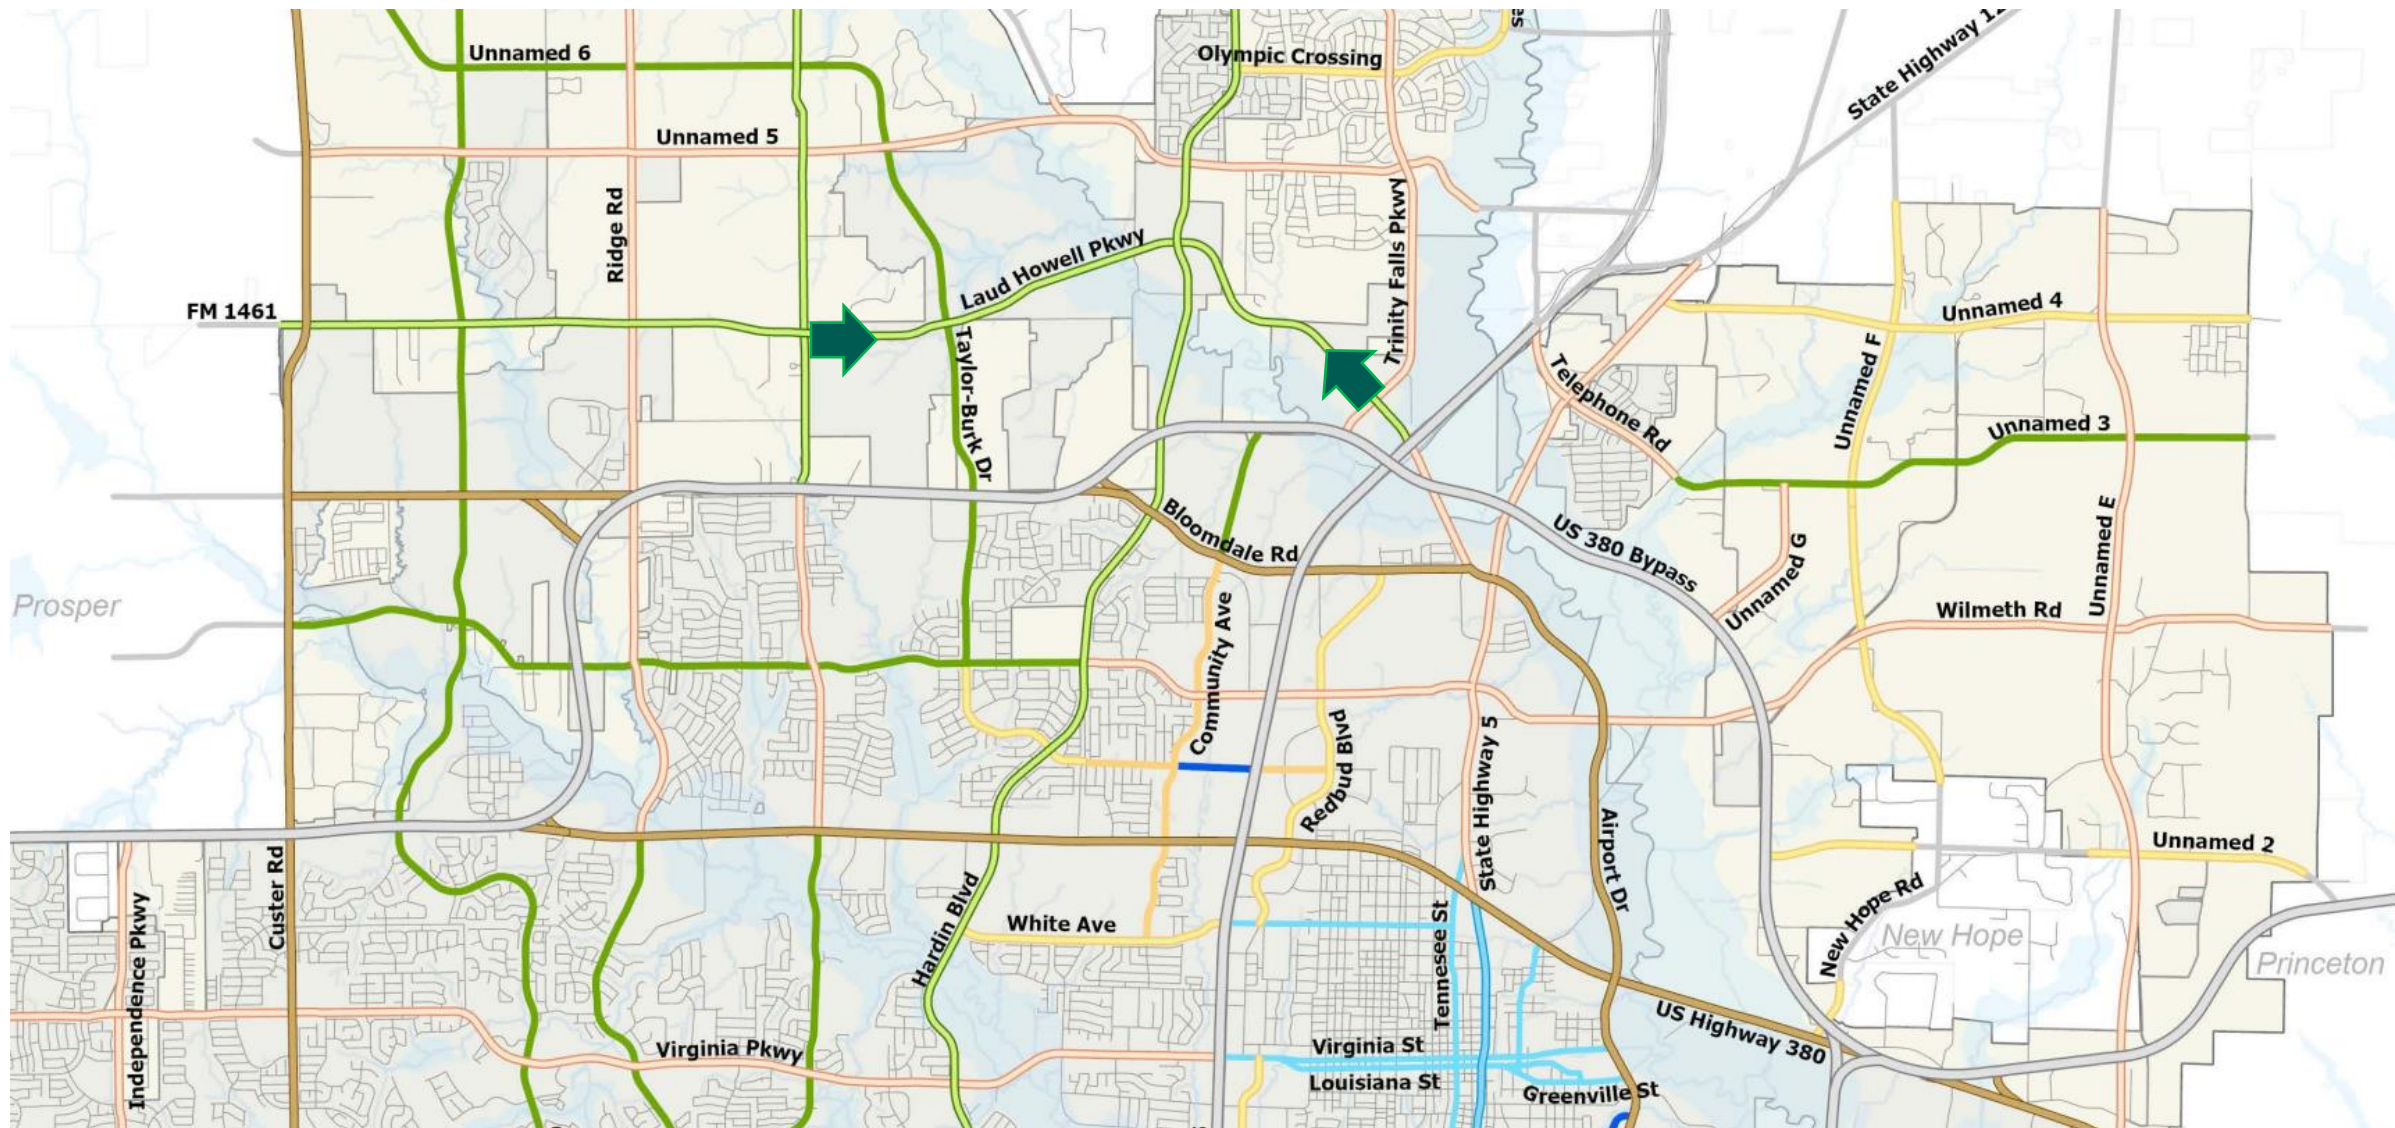 Unnamed 6
Olympic Crossing
State Highway 12
Unnamed 5
Ridge Rd
Trinity Falls Pkwy
Laud Howell Pkwy
FM 1461
Unnamed 4
Unnamed F
Taylor-Burk Dr
Telephone Rd
Unnamed 3
Bloomdale Rd
US 380 Bypass
Unnamed G
Unnamed E
Prosper
Wilmeth Rd
Community Ave
Redbud Blvd
State Highway 5
Airport Dr
Unnamed 2
Custer Rd
Independence Pkwy
Hardin Blvd
White Ave
Tennesee St
New Hope Rd
New Hope
Princeton
US Highway 380
Virginia Pkwy
Virginia St
Louisiana St
Greenville St